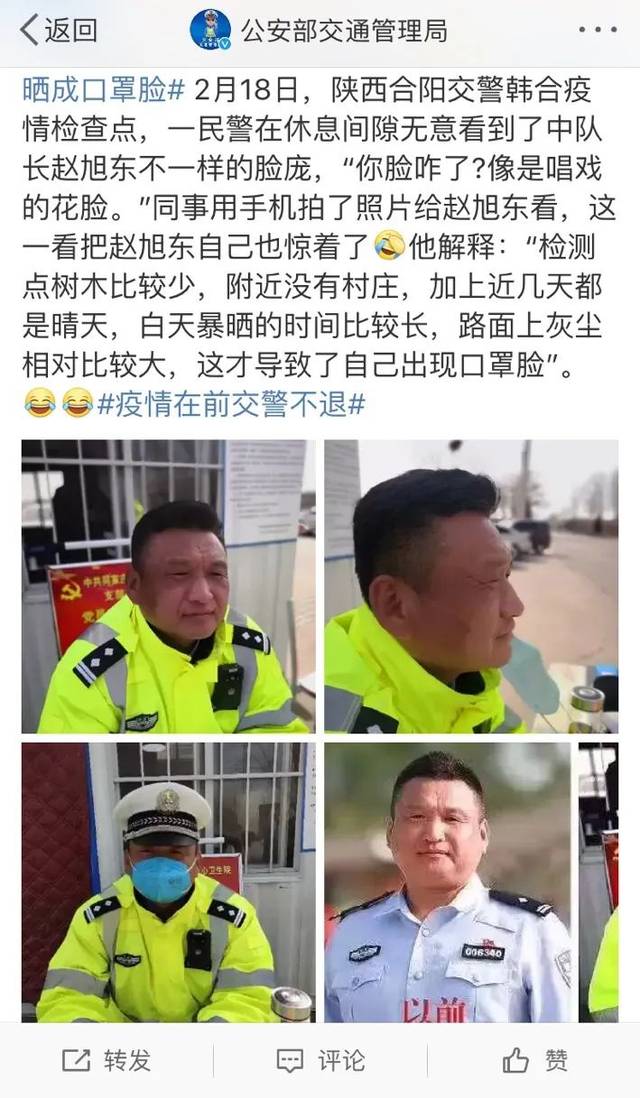 返回
公安部交通管理局
晒成口罩脸# 2月18日，陕西合阳交警韩合疫
情检查点，一民警在休息间隙无意看到了中队
长赵旭东不一样的脸庞，“你脸咋了?像是唱戏
的花脸。”同事用手机拍了照片给赵旭东看，这
一看把赵旭东自己也惊着了🤣他解释：“检测
点树木比较少，附近没有村庄，加上近几天都
是晴天，白天暴晒的时间比较长，路面上灰尘
相对比较大，这才导致了自己出现口罩脸”。
😂😂#疫情在前交警不退#
心卫生院
006340
以前
转发
评论
赞